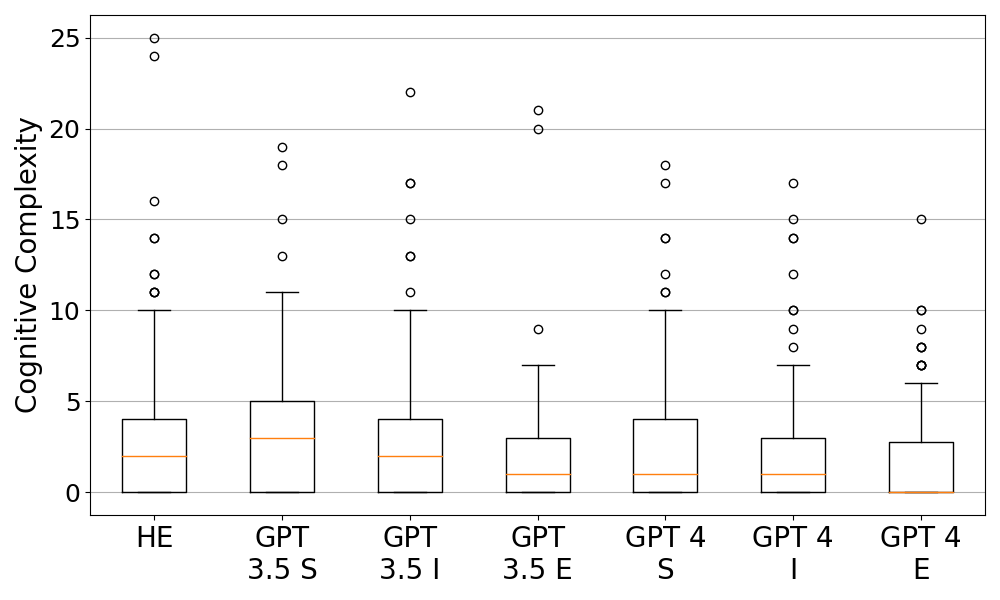 Cognitive Complexity
25
20
15
10
5
0
HE
GPT
3.5 S
GPT
3.5 I
GPT
3.5 E
GPT 4
S
GPT 4
I
GPT 4
E